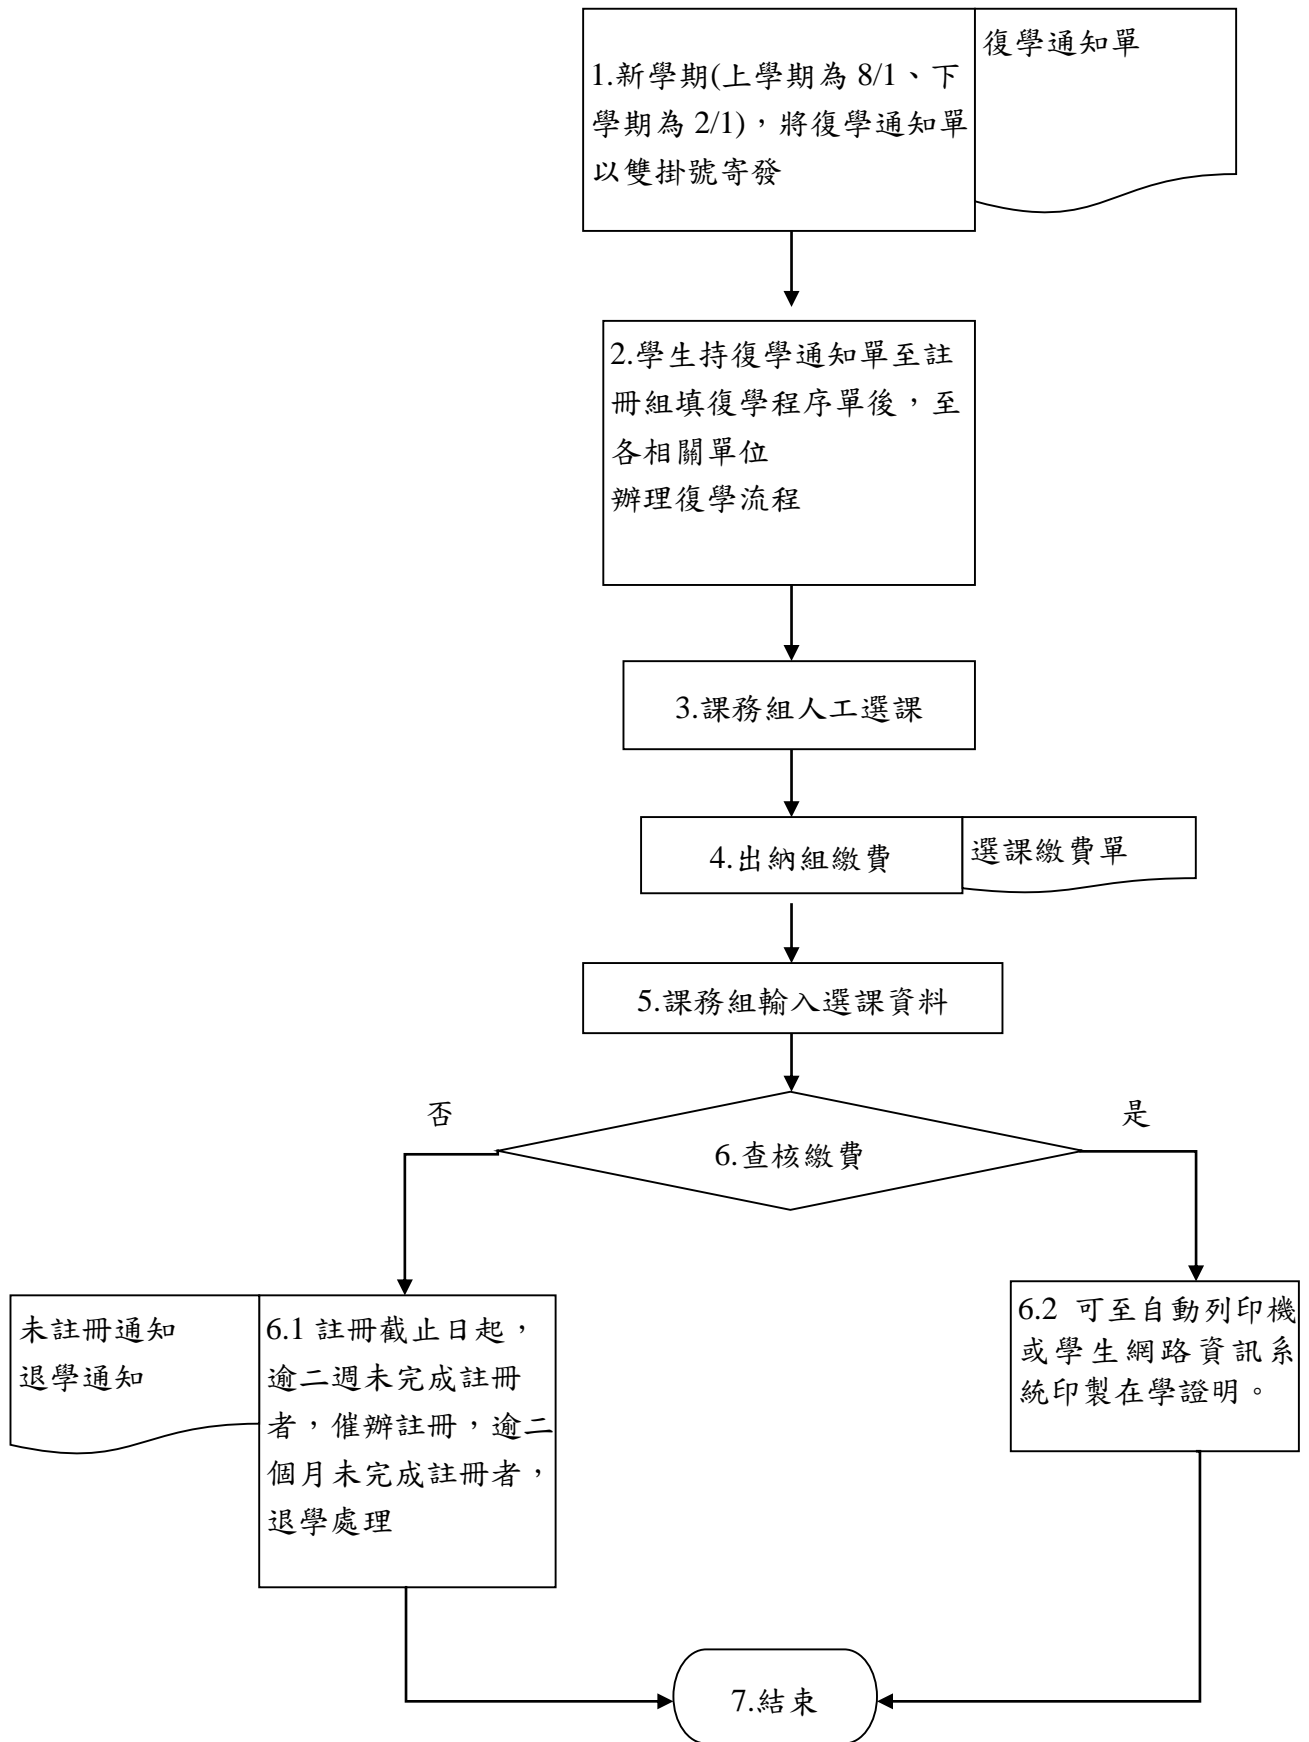 1.新學期(上學期為 8/1、下
學期為 2/1)，將復學通知單
以雙掛號寄發
復學通知單
2.學生持復學通知單至註
冊組填復學程序單後，至
各相關單位
辦理復學流程
3.課務組人工選課
4.出納組繳費
選課繳費單
5.課務組輸入選課資料
否
是
6.查核繳費
未註冊通知
退學通知
6.1 註冊截止日起，
逾二週未完成註冊
者，催辦註冊，逾二
個月未完成註冊者，
退學處理
6.2 可至自動列印機
或學生網路資訊系
統印製在學證明。
7.結束